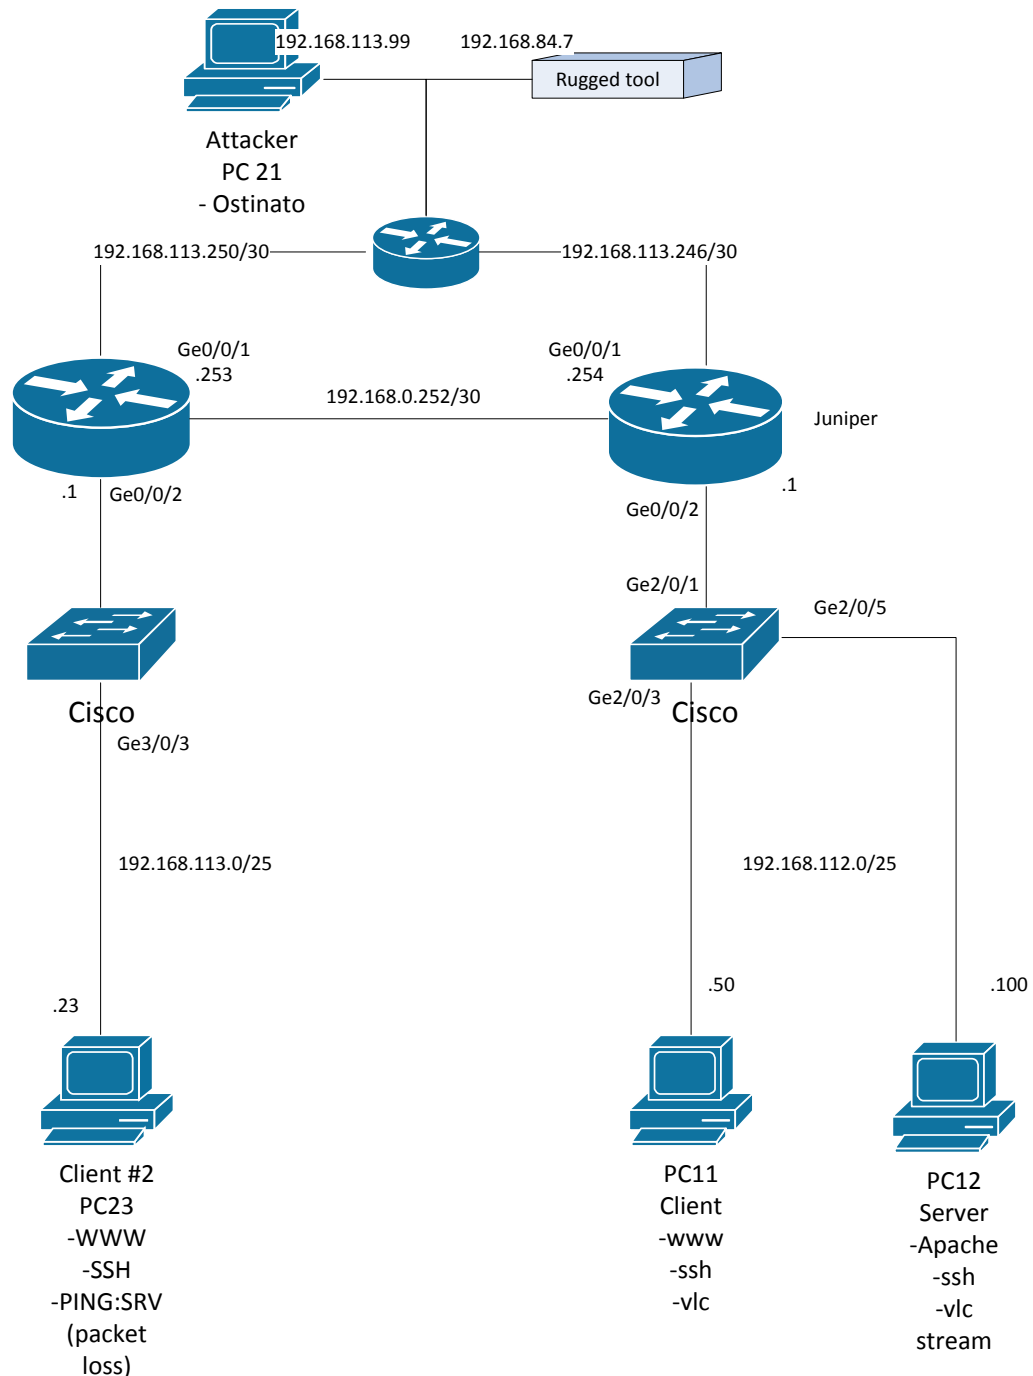 192.168.113.99
192.168.84.7
Rugged tool
Attacker
PC 21
- Ostinato
192.168.113.250/30
192.168.113.246/30
Ge0/0/1
.253
Ge0/0/1
.254
192.168.0.252/30
Juniper
.1
Ge0/0/2
.1
Ge0/0/2
Ge2/0/1
Ge2/0/5
Ge2/0/3
Cisco
Cisco
Ge3/0/3
192.168.113.0/25
192.168.112.0/25
.23
.50
.100
Client #2
PC23
-WWW
-SSH
-PING:SRV
(packet
loss)
PC11
Client
-www
-ssh
-vlc
PC12
Server
-Apache
-ssh
-vlc
stream